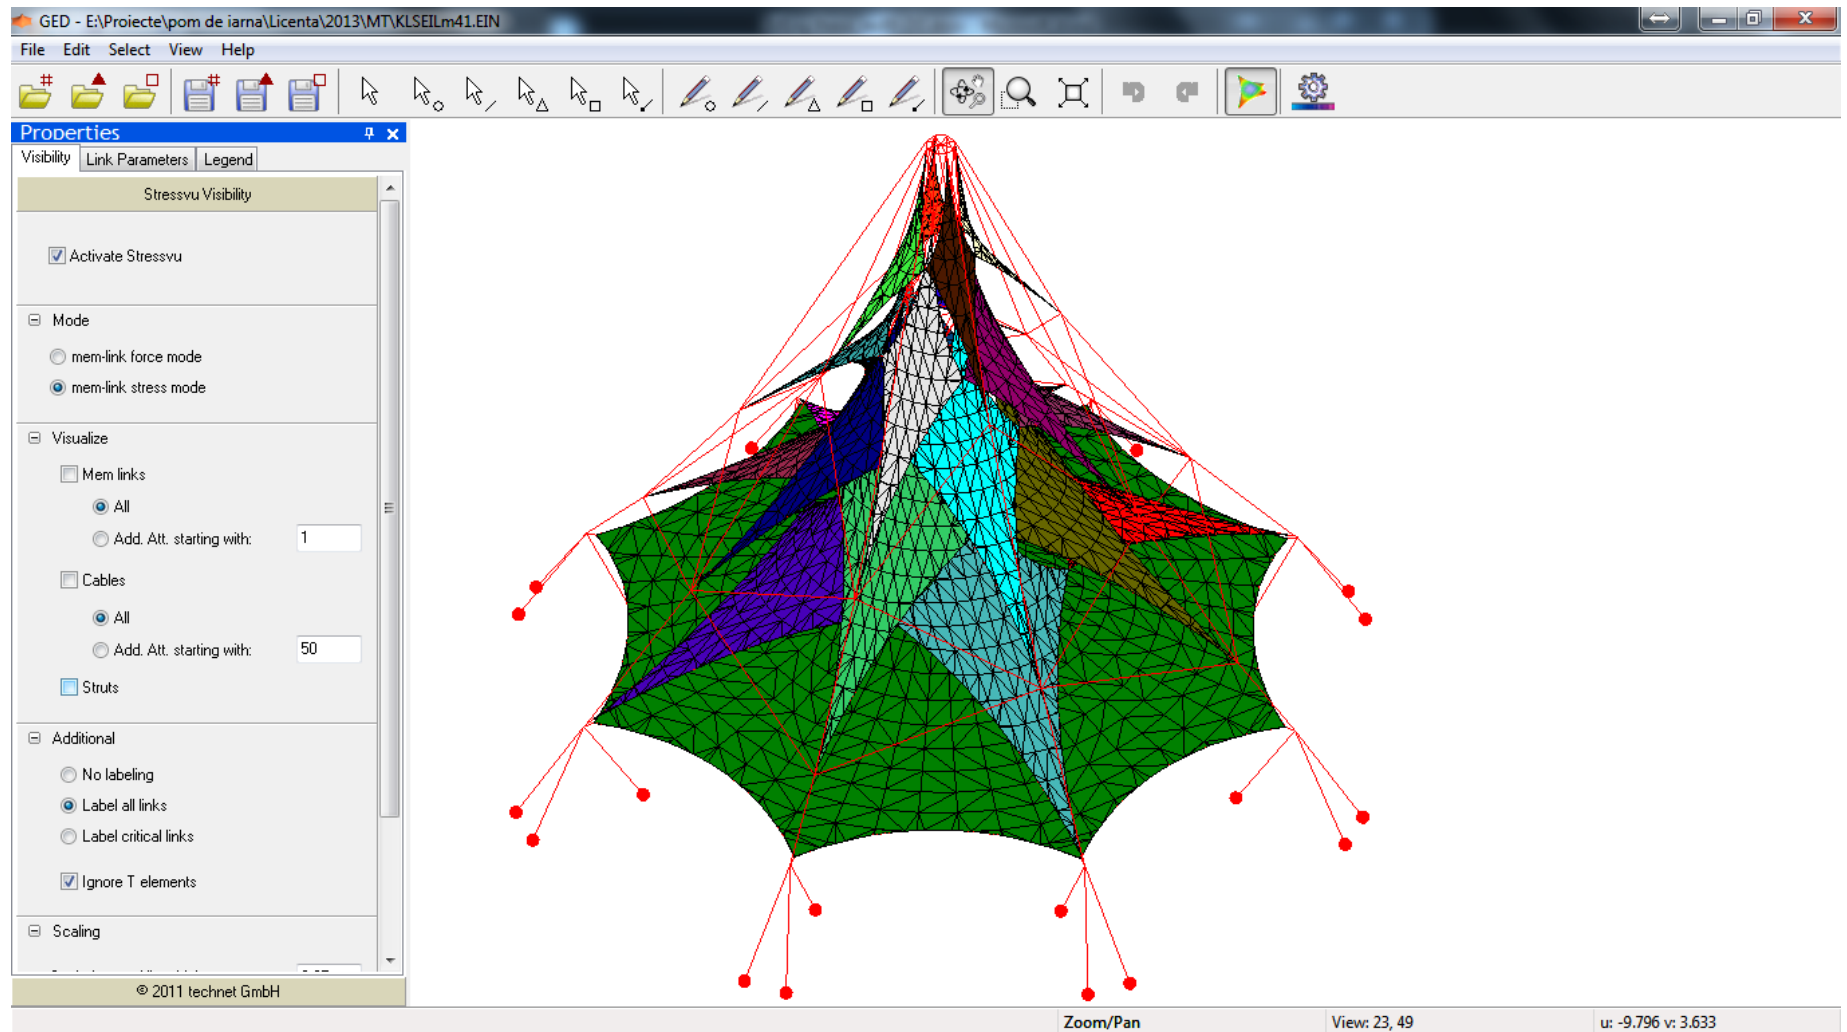 GED - E:\Proiecte\pom de iarna\Licenta\2013\MT\KLSEILm41.EIN
File Edit Select View Help
Properties
Visibility Link Parameters Legend
Stressvu Visibility
Activate Stressvu
Mode
mem-link force mode
mem-link stress mode
Visualize
Mem links
All
Add. Att. starting with: 1
Cables
All
Add. Att. starting with: 50
Struts
Additional
No labeling
Label all links
Label critical links
Ignore T elements
Scaling
© 2011 technet GmbH
Zoom/Pan View: 23, 49 u: -9.796 v: 3.633